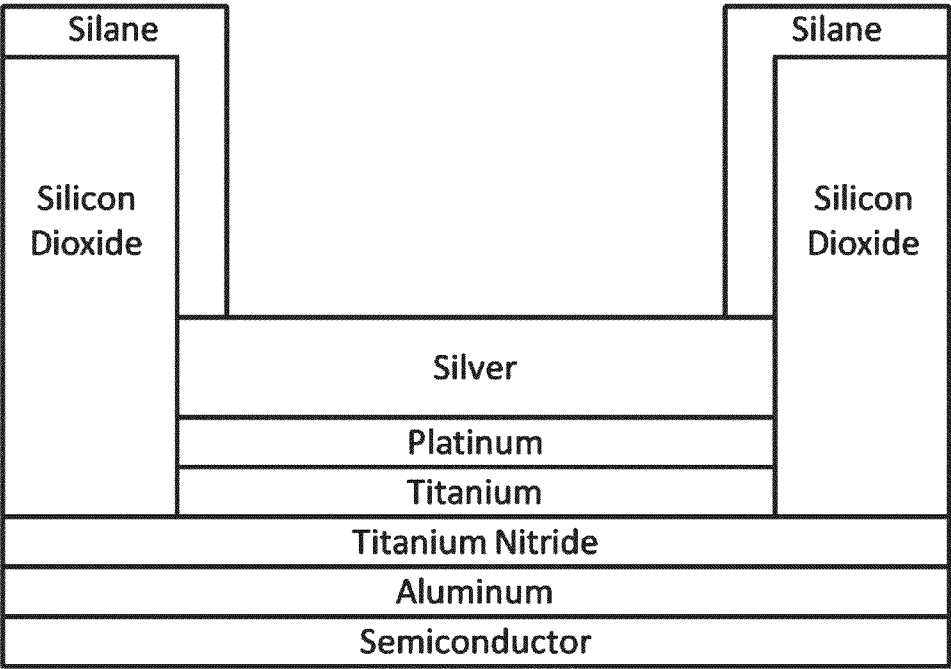 Silane
Silane
Silicon
Dioxide
Silicon
Dioxide
Silver
Platinum
Titanium
Titanium Nitride
Aluminum
Semiconductor